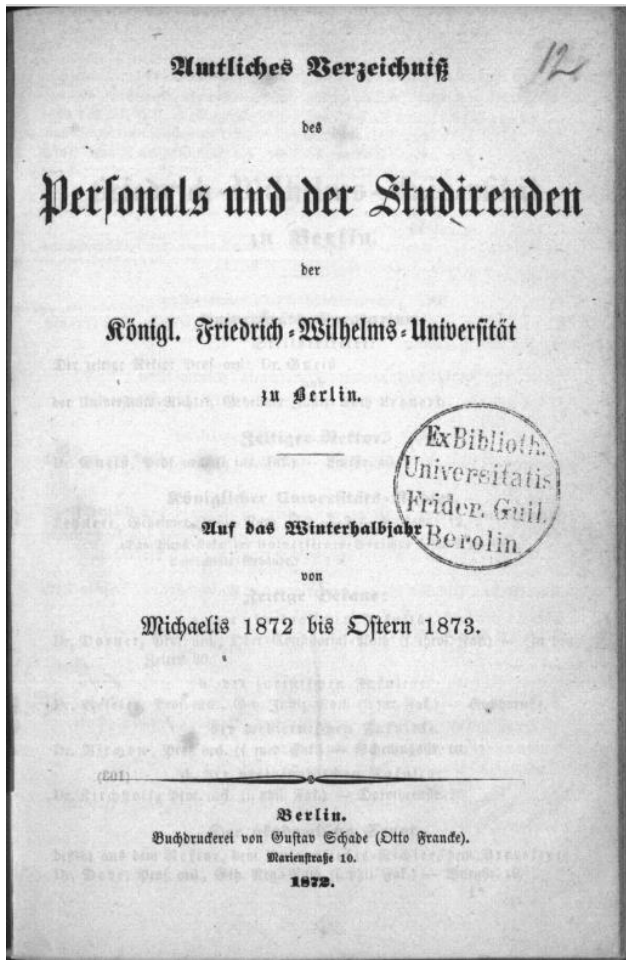 12
Amtliches Verzeichniß
des
Personals und der Studirenden
der
Königl. Friedrich-Wilhelms-Universität
zu Berlin.
Ex Biblioth.
Universitatis
Frider. Guil.
Berolin
Auf das Winterhalbjahr
von
Michaelis 1872 bis Ostern 1873.
Berlin.
Buchdruckerei von Gustav Schade (Otto Francke).
Marienstraße 10.
1872.